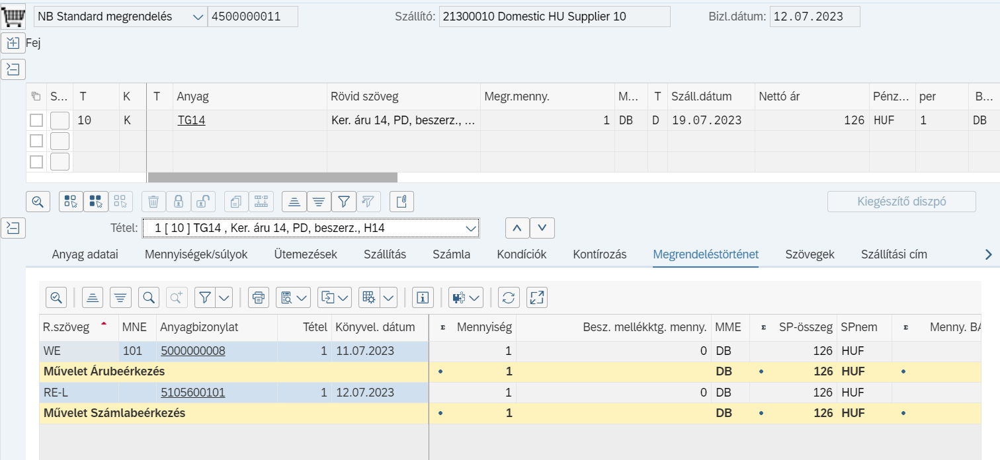 NB Standard megrendelés 4500000011 Szállító: 21300010 Domestic HU Supplier 10 Bizl.dátum: 12.07.2023
Fej
S... T K T Anyag Rövid szöveg Megr.menny. M... T Száll.dátum Nettó ár Pénz... per B...
10 K TG14 Ker. áru 14, PD, beszerz., ... 1 DB D 19.07.2023 126 HUF 1 DB
Kiegészítő diszpó
Tétel: 1 [ 10 ] TG14 , Ker. áru 14, PD, beszerz., H14
Anyag adatai Mennyiségek/súlyok Ütemezések Szállítás Számla Kondíciók Kontírozás Megrendeléstörténet Szövegek Szállítási cím
R.szöveg MNE Anyagbizonylat Tétel Könyvel. dátum Σ Mennyiség Besz. mellékktg. menny. MME Σ SP-összeg SPnem Σ Menny. BÁ
WE 101 5000000008 1 11.07.2023 1 0 DB 126 HUF
Művelet Árubeérkezés • 1 DB • 126 HUF •
RE-L 5105600101 1 12.07.2023 1 0 DB 126 HUF
Művelet Számlabeérkezés • 1 DB • 126 HUF •